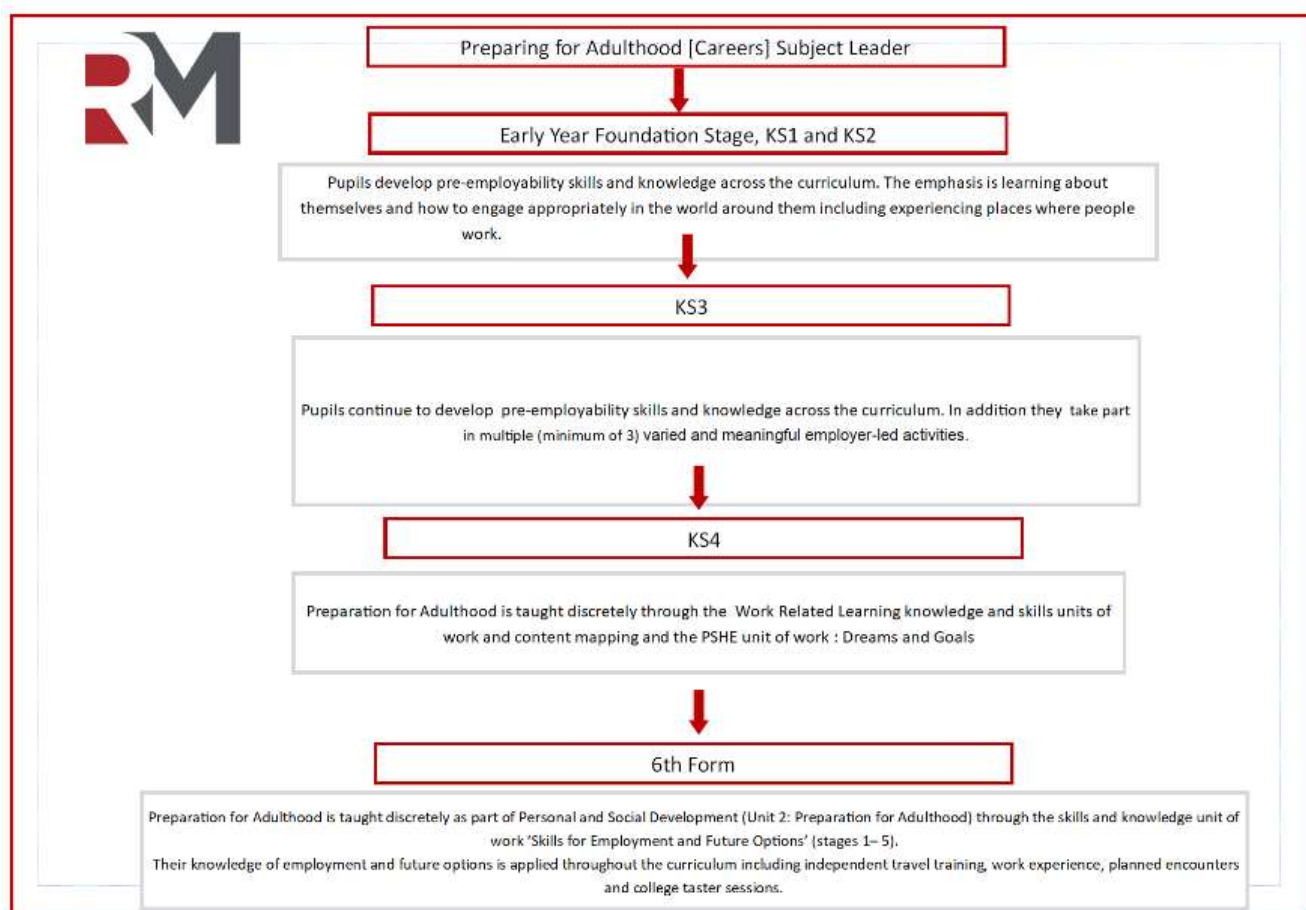 RM
Preparing for Adulthood [Careers] Subject Leader
Early Year Foundation Stage, KS1 and KS2
Pupils develop pre-employability skills and knowledge across the curriculum. The emphasis is learning about
themselves and how to engage appropriately in the world around them including experiencing places where people
work.
KS3
Pupils continue to develop pre-employability skills and knowledge across the curriculum. In addition they take part
in multiple (minimum of 3) varied and meaningful employer-led activities.
KS4
Preparation for Adulthood is taught discretely through the Work Related Learning knowledge and skills units of
work and content mapping and the PSHE unit of work : Dreams and Goals
6th Form
Preparation for Adulthood is taught discretely as part of Personal and Social Development (Unit 2: Preparation for Adulthood) through the skills and knowledge unit of
work 'Skills for Employment and Future Options' (stages 1– 5).
Their knowledge of employment and future options is applied throughout the curriculum including independent travel training, work experience, planned encounters
and college taster sessions.